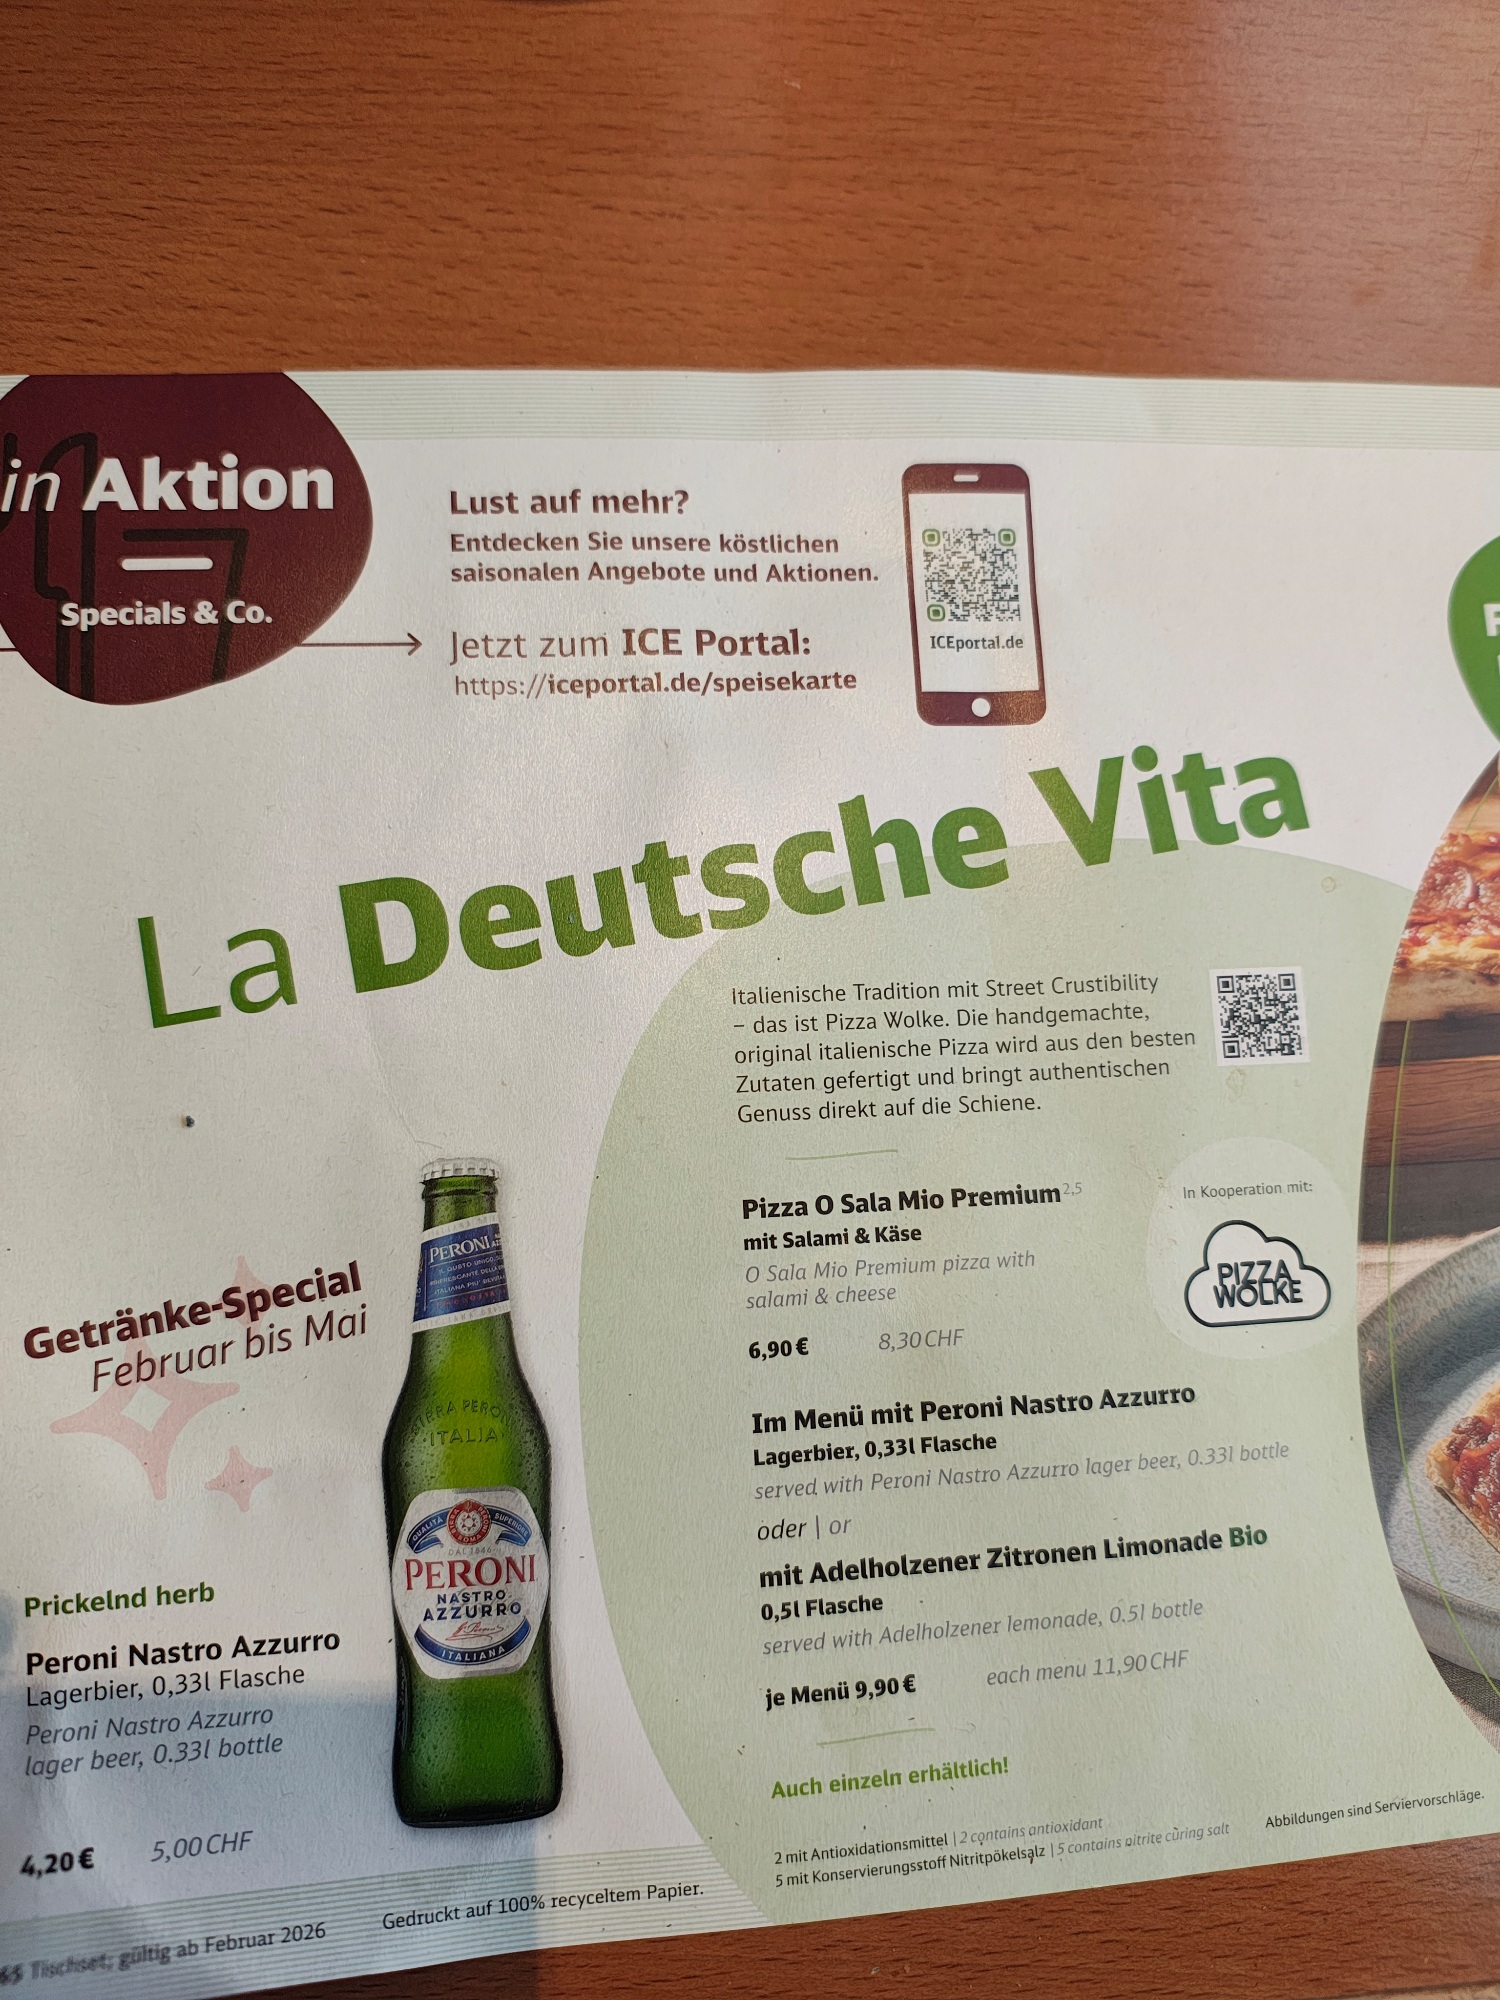 in Aktion
Specials & Co.
Lust auf mehr?
Entdecken Sie unsere köstlichen
saisonalen Angebote und Aktionen.
Jetzt zum ICE Portal:
https://iceportal.de/speisekarte
ICEportal.de
La Deutsche Vita
Italienische Tradition mit Street Crustibility
– das ist Pizza Wolke. Die handgemachte,
original italienische Pizza wird aus den besten
Zutaten gefertigt und bringt authentischen
Genuss direkt auf die Schiene.
Pizza O Sala Mio Premium 2,5
mit Salami & Käse
O Sala Mio Premium pizza with
salami & cheese
6,90 € 8,30 CHF
In Kooperation mit:
PIZZA
WOLKE
Im Menü mit Peroni Nastro Azzurro
Lagerbier, 0,33l Flasche
served with Peroni Nastro Azzurro lager beer, 0.33l bottle
oder | or
mit Adelholzener Zitronen Limonade Bio
0,5l Flasche
served with Adelholzener lemonade, 0.5l bottle
je Menü 9,90 € each menu 11,90 CHF
Auch einzeln erhältlich!
2 mit Antioxidationsmittel | 2 contains antioxidant
5 mit Konservierungsstoff Nitritpökelsalz | 5 contains nitrite curing salt
Abbildungen sind Serviervorschläge.
Getränke-Special
Februar bis Mai
PERONI
ITALIA
QUALITÀ SUPERIORE
DAL 1846
PERONI
NASTRO
AZZURRO
ITALIANA
Prickelnd herb
Peroni Nastro Azzurro
Lagerbier, 0,33l Flasche
Peroni Nastro Azzurro
lager beer, 0.33l bottle
4,20 € 5,00 CHF
Tischset; gültig ab Februar 2026
Gedruckt auf 100% recyceltem Papier.